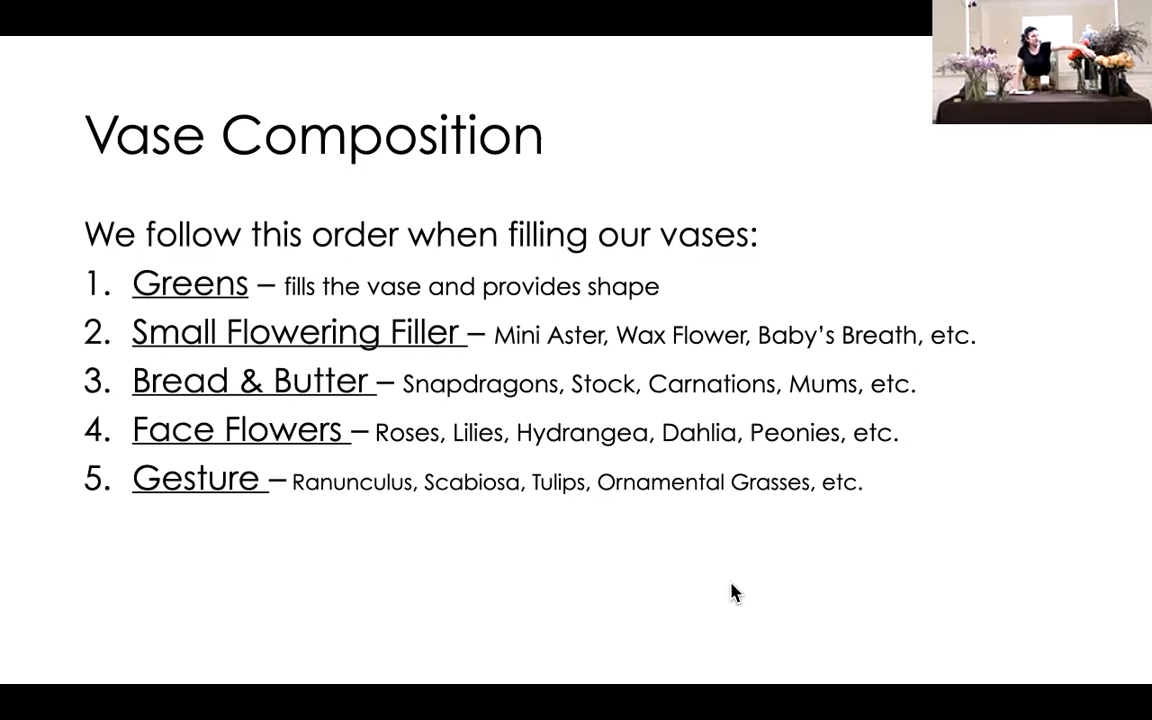 Vase Composition
We follow this order when filling our vases:
1. Greens – fills the vase and provides shape
2. Small Flowering Filler – Mini Aster, Wax Flower, Baby’s Breath, etc.
3. Bread & Butter – Snapdragons, Stock, Carnations, Mums, etc.
4. Face Flowers – Roses, Lilies, Hydrangea, Dahlia, Peonies, etc.
5. Gesture – Ranunculus, Scabiosa, Tulips, Ornamental Grasses, etc.